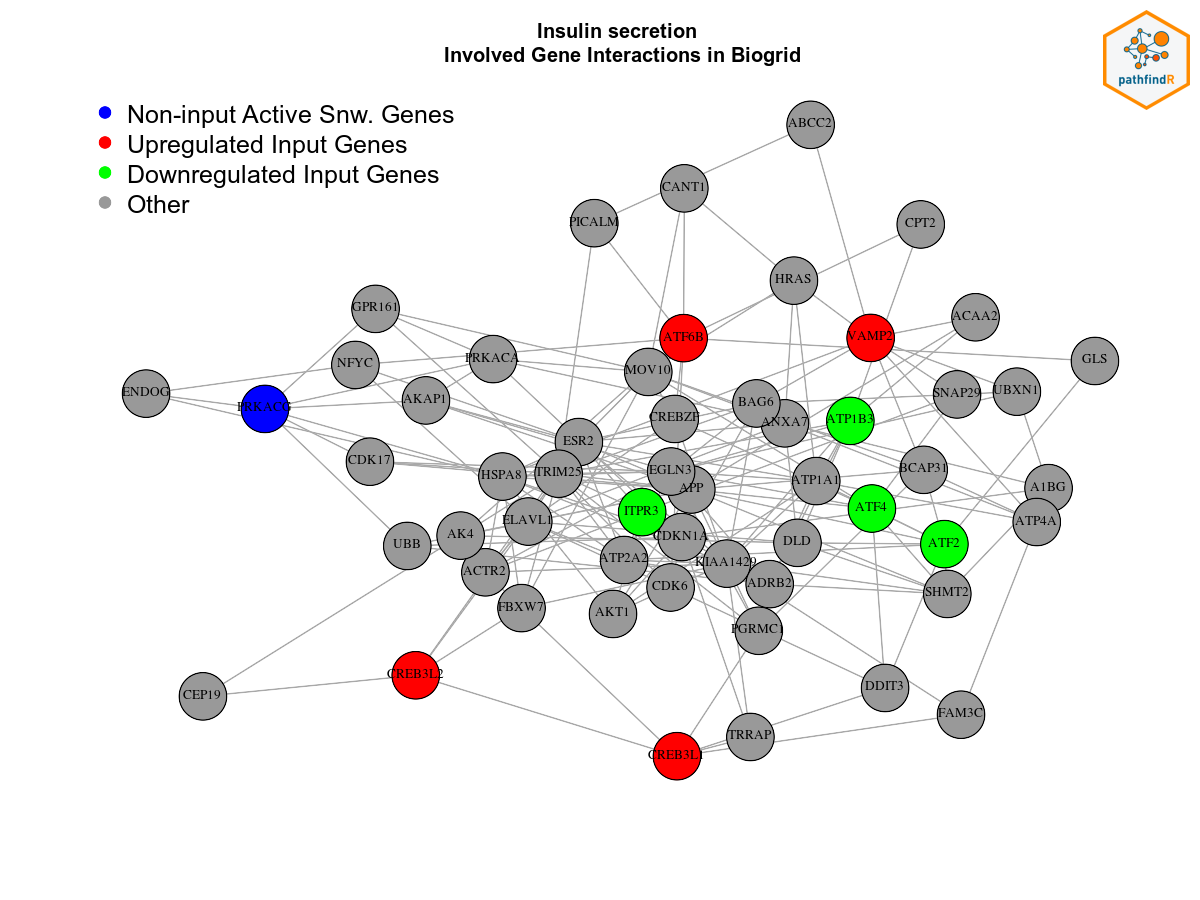 Insulin secretion
Involved Gene Interactions in Biogrid
pathfindR
Non-input Active Snw. Genes
Upregulated Input Genes
Downregulated Input Genes
Other
ABCC2
CANT1
PICALM
CPT2
HRAS
GPR161
ACAA2
ATF6B
VAMP2
NFYC
PRKACA
GLS
MOV10
ENDOG
SNAP29
UBXN1
AKAP1
PRKACG
BAG6
CREBZF
ANXA7
ATP1B3
ESR2
CDK17
HSPA8
TRIM25
EGLN3
BCAP31
ATP1A1
APP
A1BG
ITPR3
ATF4
ELAVL1
ATP4A
AK4
CDKN1A
UBB
DLD
ATF2
ATP2A2
KIAA1429
ACTR2
CDK6
ADRB2
SHMT2
FBXW7
AKT1
PGRMC1
CREB3L2
DDIT3
CEP19
FAM3C
TRRAP
CREB3L1